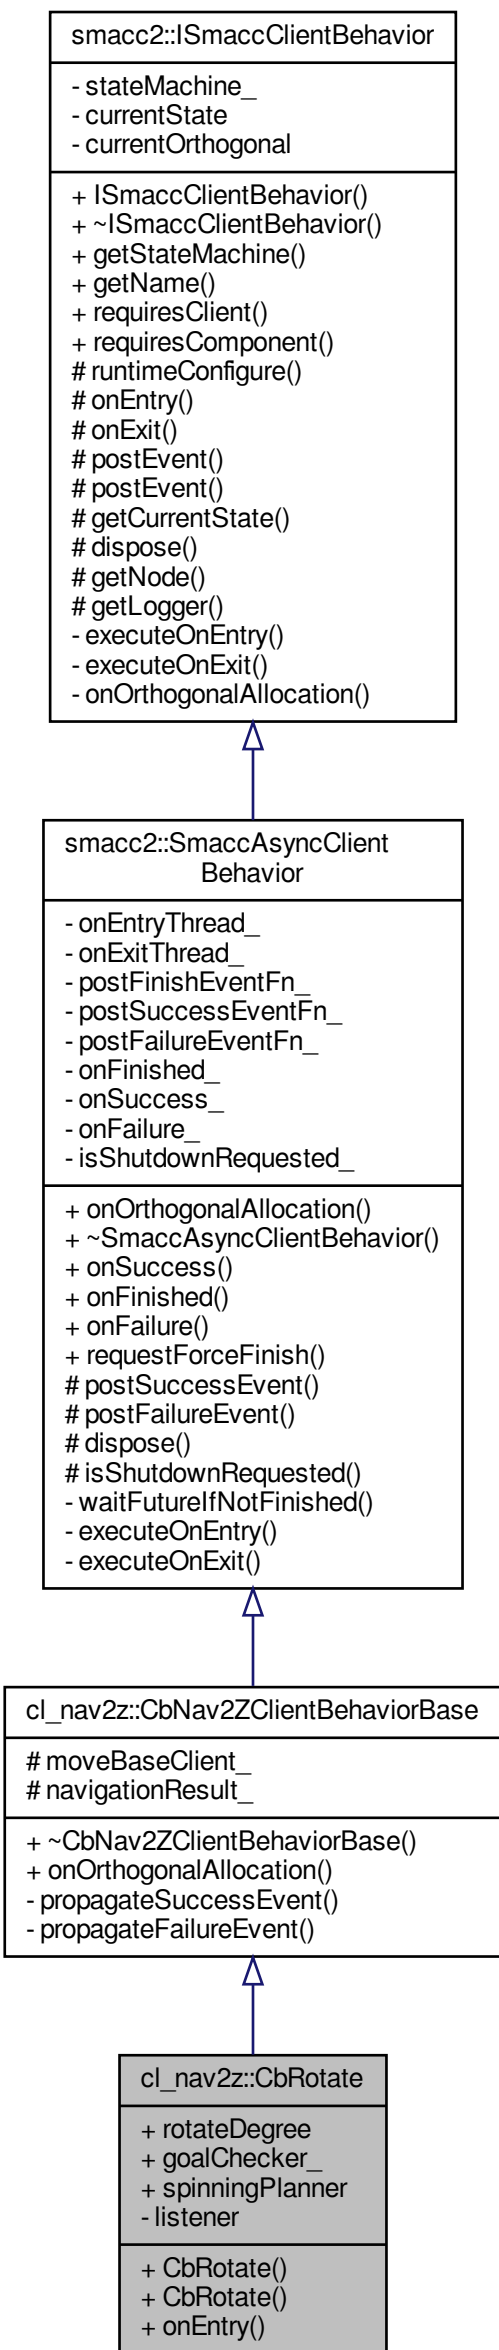 smacc2::ISmaccClientBehavior
- stateMachine_
- currentState
- currentOrthogonal
+ ISmaccClientBehavior()
+ ~ISmaccClientBehavior()
+ getStateMachine()
+ getName()
+ requiresClient()
+ requiresComponent()
# runtimeConfigure()
# onEntry()
# onExit()
# postEvent()
# postEvent()
# getCurrentState()
# dispose()
# getNode()
# getLogger()
- executeOnEntry()
- executeOnExit()
- onOrthogonalAllocation()
smacc2::SmaccAsyncClient
Behavior
- onEntryThread_
- onExitThread_
- postFinishEventFn_
- postSuccessEventFn_
- postFailureEventFn_
- onFinished_
- onSuccess_
- onFailure_
- isShutdownRequested_
+ onOrthogonalAllocation()
+ ~SmaccAsyncClientBehavior()
+ onSuccess()
+ onFinished()
+ onFailure()
+ requestForceFinish()
# postSuccessEvent()
# postFailureEvent()
# dispose()
# isShutdownRequested()
- waitFutureIfNotFinished()
- executeOnEntry()
- executeOnExit()
cl_nav2z::CbNav2ZClientBehaviorBase
# moveBaseClient_
# navigationResult_
+ ~CbNav2ZClientBehaviorBase()
+ onOrthogonalAllocation()
- propagateSuccessEvent()
- propagateFailureEvent()
cl_nav2z::CbRotate
+ rotateDegree
+ goalChecker_
+ spinningPlanner
- listener
+ CbRotate()
+ CbRotate()
+ onEntry()